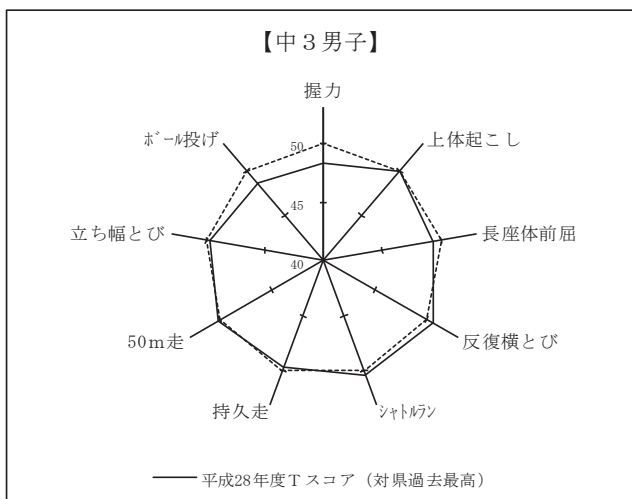 【中３男子】
握力
ﾎﾞｰﾙ投げ
上体起こし
50
45
40
立ち幅とび
長座体前屈
50ｍ走
反復横とび
持久走
ｼｬﾄﾙﾗﾝ
平成28年度Ｔスコア（対県過去最高）